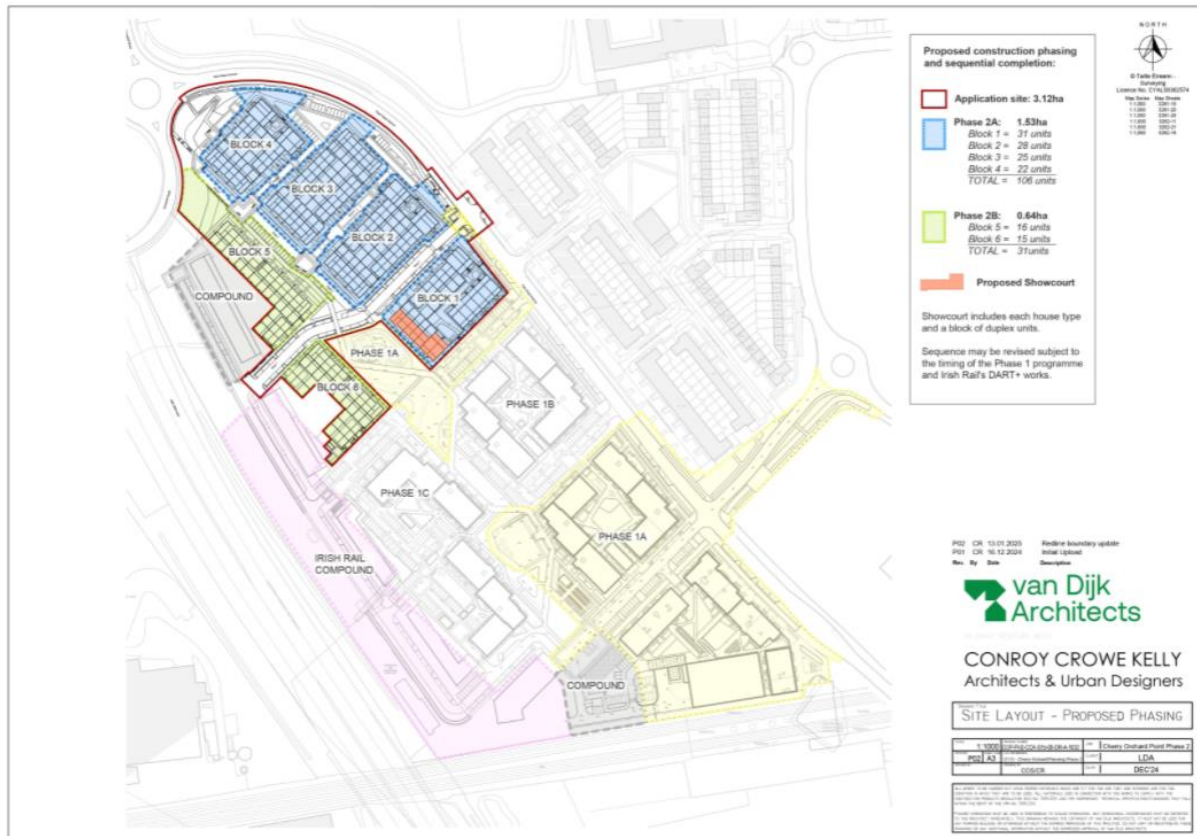 NORTH
© Tailte Éireann -
Surveying
Proposed construction phasing
and sequential completion:
Application site: 3.12ha
Phase 2A: 1.53ha
Block 1 = 31 units
Block 2 = 28 units
Block 3 = 25 units
Block 4 = 22 units
TOTAL = 106 units
Phase 2B: 0.64ha
Block 5 = 16 units
Block 6 = 15 units
TOTAL = 31units
Proposed Showcourt
Showcourt includes each house type
and a block of duplex units.
Sequence may be revised subject to
the timing of the Phase 1 programme
and Irish Rail's DART+ works.
BLOCK 4
BLOCK 3
BLOCK 2
BLOCK 5
BLOCK 1
COMPOUND
PHASE 1A
BLOCK 6
PHASE 1B
PHASE 1C
PHASE 1A
IRISH RAIL
COMPOUND
COMPOUND
P02 CR 13.01.2025 Redline boundary update
P01 CR 16.12.2024 Initial Upload
Rev. By Date Description
van Dijk
Architects
CONROY CROWE KELLY
Architects & Urban Designers
SITE LAYOUT - PROPOSED PHASING
1:1000
Cherry Orchard Point Phase 2
P02 A3
LDA
COS/CR
DEC'24